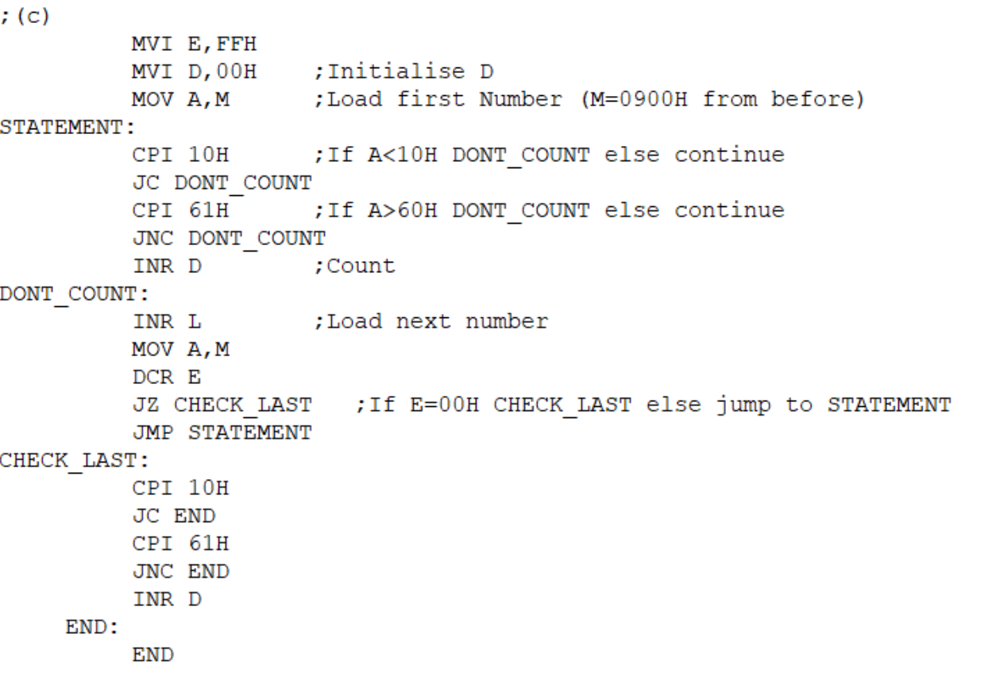 ;(c)
MVI E,FFH
MVI D,00H ;Initialise D
MOV A,M ;Load first Number (M=0900H from before)
STATEMENT:
CPI 10H ;If A<10H DONT_COUNT else continue
JC DONT_COUNT
CPI 61H ;If A>60H DONT_COUNT else continue
JNC DONT_COUNT
INR D ;Count
DONT_COUNT:
INR L ;Load next number
MOV A,M
DCR E
JZ CHECK_LAST ;If E=00H CHECK_LAST else jump to STATEMENT
JMP STATEMENT
CHECK_LAST:
CPI 10H
JC END
CPI 61H
JNC END
INR D
END:
END